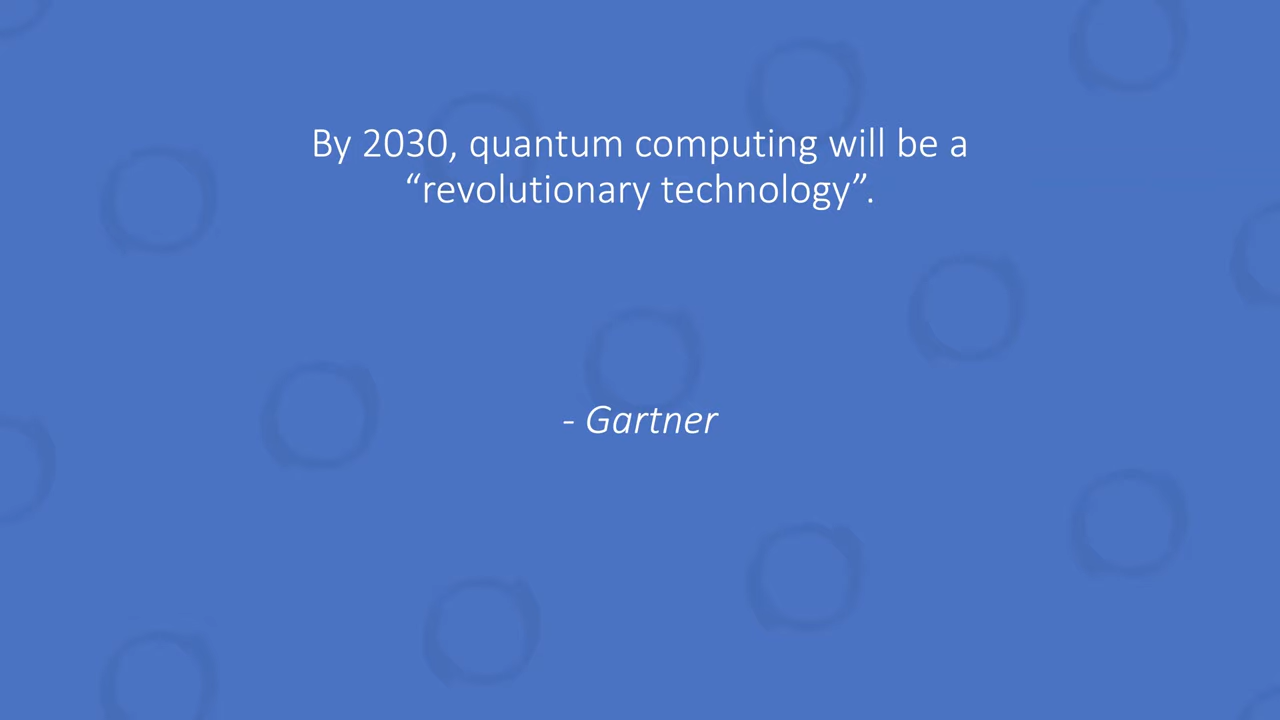 By 2030, quantum computing will be a
“revolutionary technology”.
- Gartner